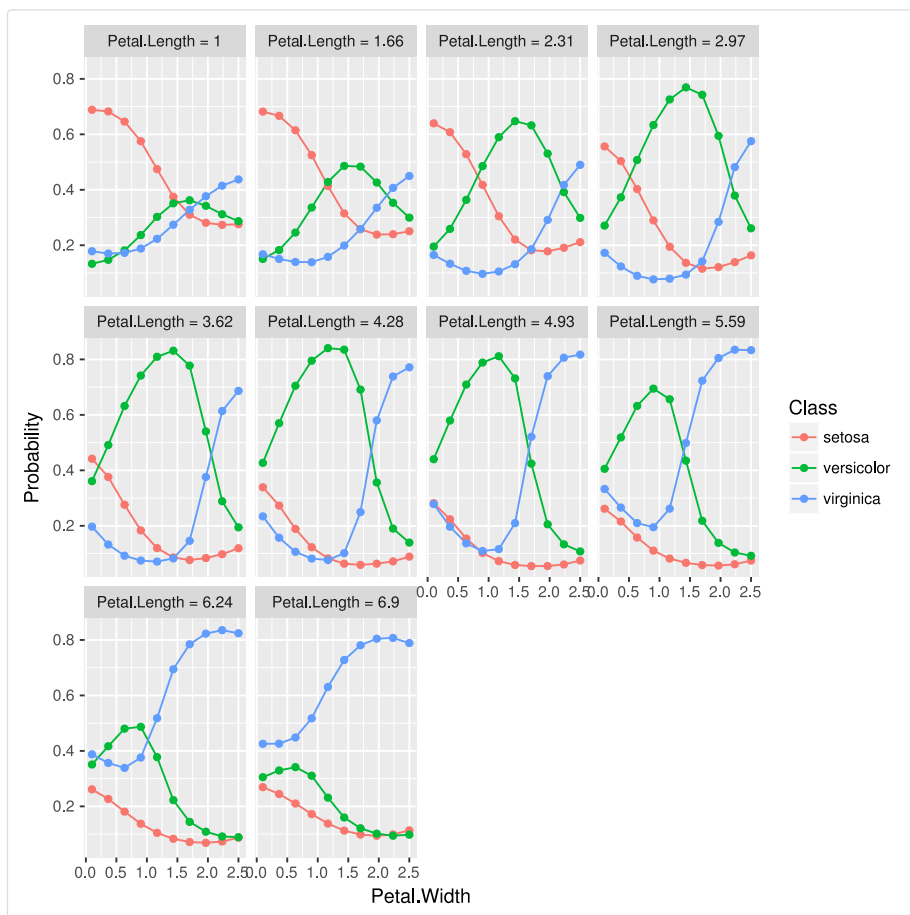 Petal.Length = 1
Petal.Length = 1.66
Petal.Length = 2.31
Petal.Length = 2.97
0.8
0.6
0.4
0.2
Petal.Length = 3.62
Petal.Length = 4.28
Petal.Length = 4.93
Petal.Length = 5.59
0.8
0.6
0.4
0.2
Probability
0.0 0.5 1.0 1.5 2.0 2.5
0.0 0.5 1.0 1.5 2.0 2.5
Class
setosa
versicolor
virginica
Petal.Length = 6.24
Petal.Length = 6.9
0.8
0.6
0.4
0.2
0.0 0.5 1.0 1.5 2.0 2.5
0.0 0.5 1.0 1.5 2.0 2.5
Petal.Width